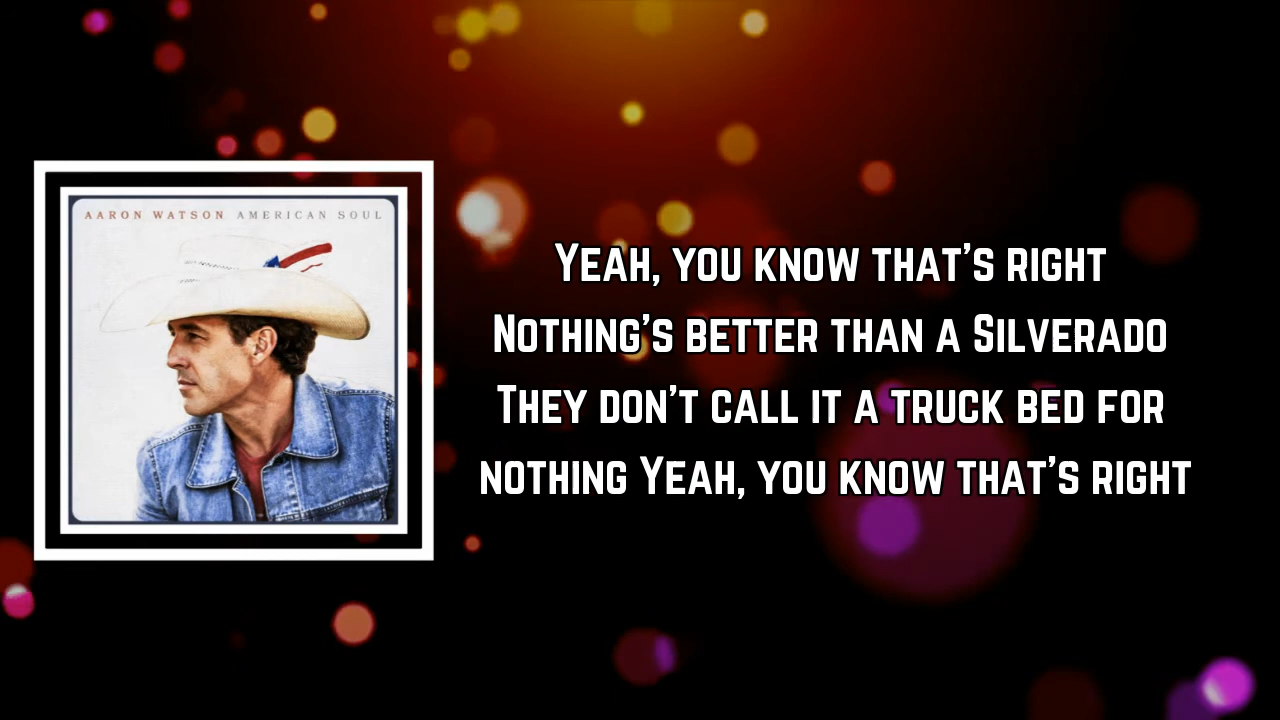 AARON WATSON AMERICAN SOUL
Yeah, you know that's right
Nothing's better than a Silverado
They don't call it a truck bed for
nothing Yeah, you know that's right